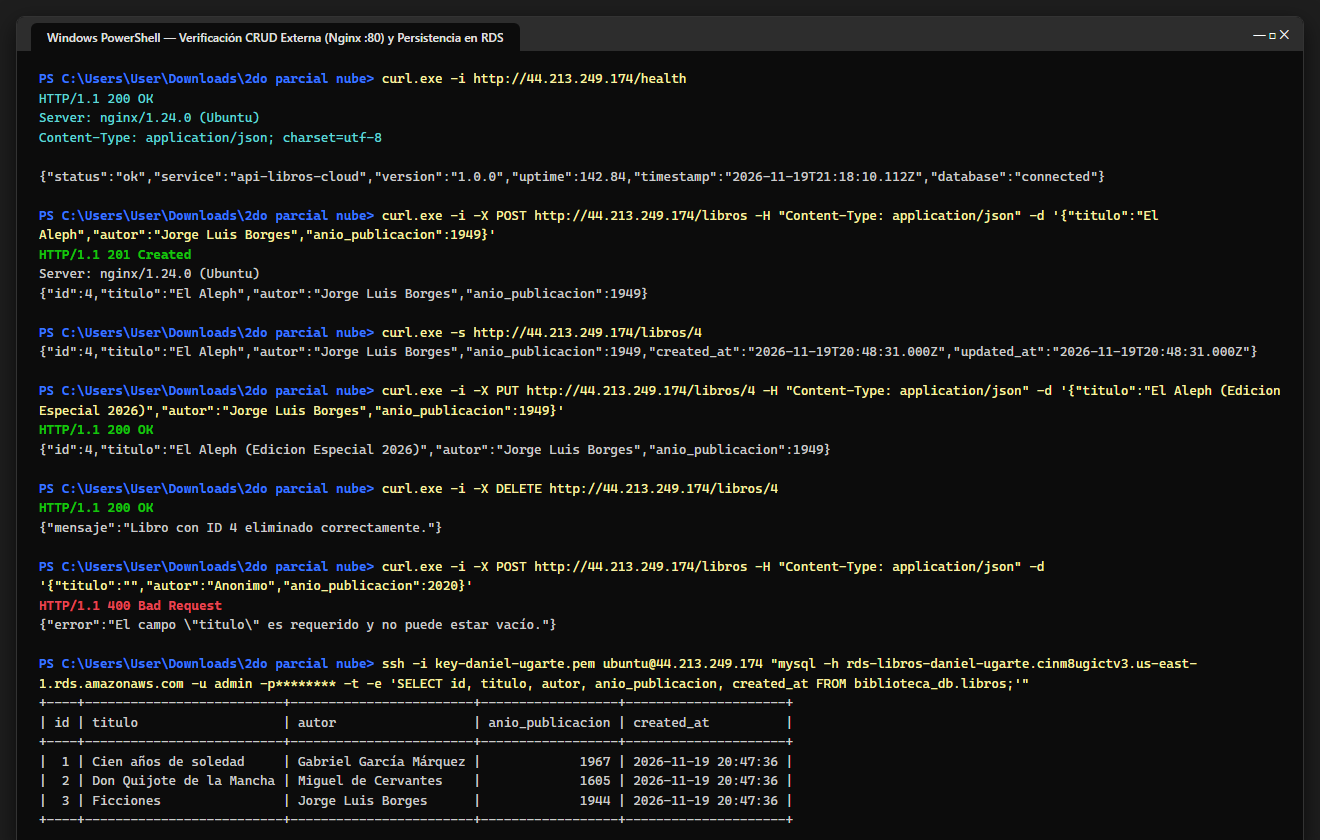 Windows PowerShell — Verificación CRUD Externa (Nginx :80) y Persistencia en RDS
PS C:\Users\User\Downloads\2do parcial nube> curl.exe -i http://44.213.249.174/health
HTTP/1.1 200 OK
Server: nginx/1.24.0 (Ubuntu)
Content-Type: application/json; charset=utf-8
{"status":"ok","service":"api-libros-cloud","version":"1.0.0","uptime":142.84,"timestamp":"2026-11-19T21:18:10.112Z","database":"connected"}
PS C:\Users\User\Downloads\2do parcial nube> curl.exe -i -X POST http://44.213.249.174/libros -H "Content-Type: application/json" -d '{"titulo":"El
Aleph","autor":"Jorge Luis Borges","anio_publicacion":1949}'
HTTP/1.1 201 Created
Server: nginx/1.24.0 (Ubuntu)
{"id":4,"titulo":"El Aleph","autor":"Jorge Luis Borges","anio_publicacion":1949}
PS C:\Users\User\Downloads\2do parcial nube> curl.exe -s http://44.213.249.174/libros/4
{"id":4,"titulo":"El Aleph","autor":"Jorge Luis Borges","anio_publicacion":1949,"created_at":"2026-11-19T20:48:31.000Z","updated_at":"2026-11-19T20:48:31.000Z"}
PS C:\Users\User\Downloads\2do parcial nube> curl.exe -i -X PUT http://44.213.249.174/libros/4 -H "Content-Type: application/json" -d '{"titulo":"El Aleph (Edicion
Especial 2026)","autor":"Jorge Luis Borges","anio_publicacion":1949}'
HTTP/1.1 200 OK
{"id":4,"titulo":"El Aleph (Edicion Especial 2026)","autor":"Jorge Luis Borges","anio_publicacion":1949}
PS C:\Users\User\Downloads\2do parcial nube> curl.exe -i -X DELETE http://44.213.249.174/libros/4
HTTP/1.1 200 OK
{"mensaje":"Libro con ID 4 eliminado correctamente."}
PS C:\Users\User\Downloads\2do parcial nube> curl.exe -i -X POST http://44.213.249.174/libros -H "Content-Type: application/json" -d
'{"titulo":"","autor":"Anonimo","anio_publicacion":2020}'
HTTP/1.1 400 Bad Request
{"error":"El campo \"titulo\" es requerido y no puede estar vacío."}
PS C:\Users\User\Downloads\2do parcial nube> ssh -i key-daniel-ugarte.pem ubuntu@44.213.249.174 "mysql -h rds-libros-daniel-ugarte.cinm8ugictv3.us-east-
1.rds.amazonaws.com -u admin -p******** -t -e 'SELECT id, titulo, autor, anio_publicacion, created_at FROM biblioteca_db.libros;'"
+----+--------------------------+------------------------+------------------+---------------------+
| id | titulo                   | autor                  | anio_publicacion | created_at          |
+----+--------------------------+------------------------+------------------+---------------------+
|  1 | Cien años de soledad     | Gabriel García Márquez |             1967 | 2026-11-19 20:47:36 |
|  2 | Don Quijote de la Mancha | Miguel de Cervantes    |             1605 | 2026-11-19 20:47:36 |
|  3 | Ficciones                | Jorge Luis Borges      |             1944 | 2026-11-19 20:47:36 |
+----+--------------------------+------------------------+------------------+---------------------+